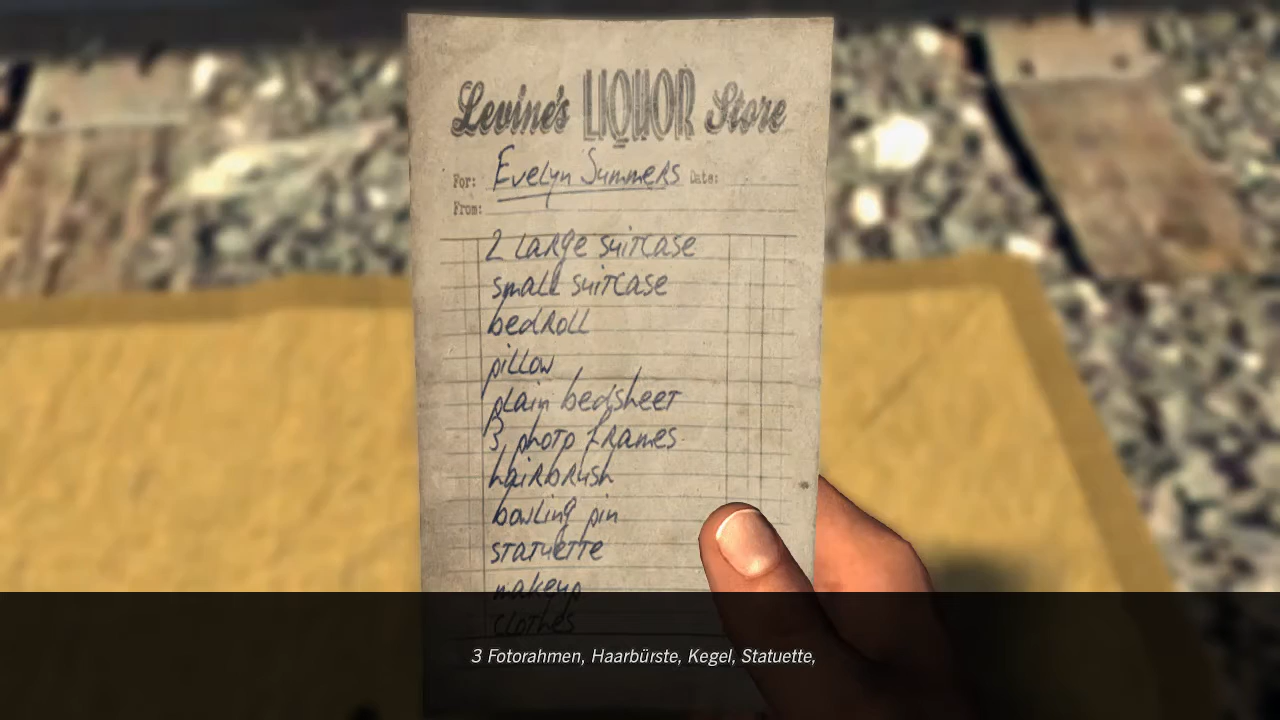 Levine's LIQUOR Store
For: Evelyn Summers Date:
From:
2 large suitcase
small suitcase
bedroll
pillow
plain bedsheet
3 photo frames
hairbrush
bowling pin
statuette
makeup
clothes
3 Fotorahmen, Haarbürste, Kegel, Statuette,